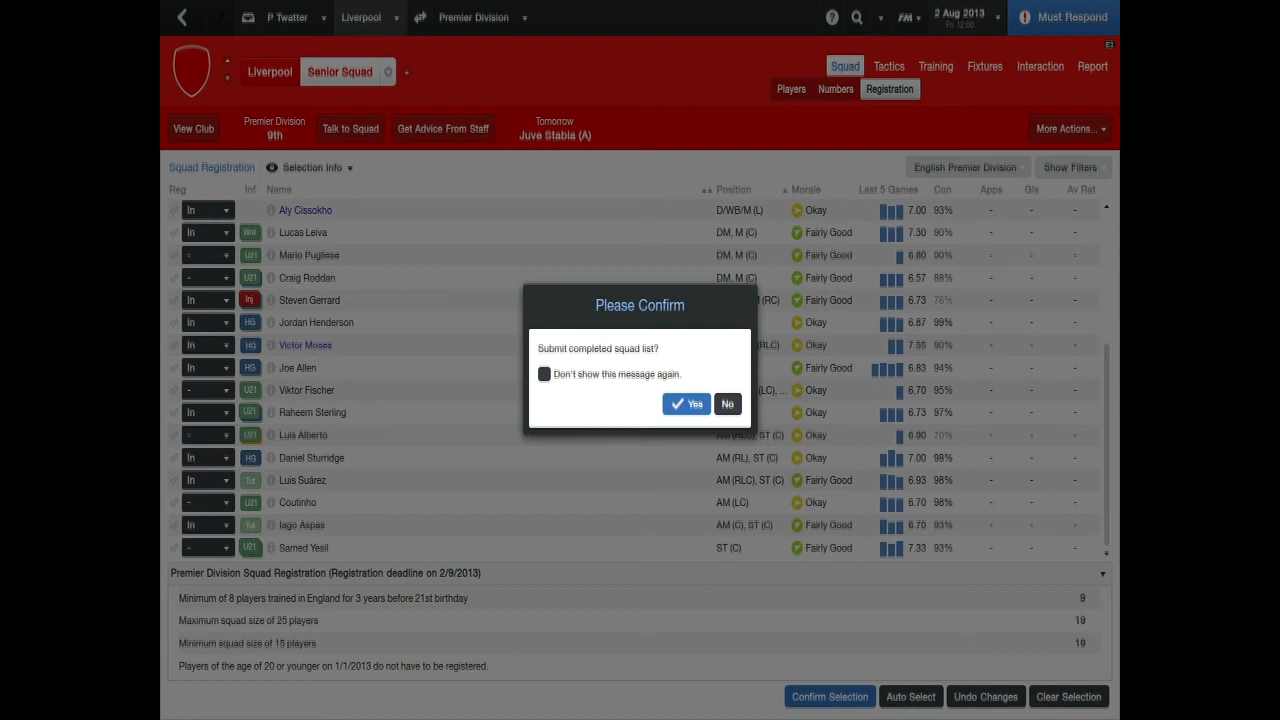 P Twatter Liverpool Premier Division FM 2 Aug 2013 Fri 12:00 Must Respond
Liverpool Senior Squad Squad Tactics Training Fixtures Interaction Report
Players Numbers Registration
View Club Premier Division 9th Talk to Squad Get Advice From Staff Tomorrow Juve Stabia (A) More Actions...
Squad Registration Selection Info English Premier Division Show Filters
Reg Inf Name Position Morale Last 5 Games Con Apps Gls Av Rat
In Aly Cissokho D/WB/M (L) Okay 7.00 93% - - -
In Wnt Lucas Leiva DM, M (C) Fairly Good 7.30 90% - - -
- U21 Mario Pugliese DM, M (C) Fairly Good 6.80 90% - - -
- U21 Craig Roddan DM, M (C) Fairly Good 6.57 88% - - -
In Inj Steven Gerrard (RC) Fairly Good 6.73 76% - - -
In HG Jordan Henderson Okay 6.87 99% - - -
In HG Victor Moses (RLC) Okay 7.55 90% - - -
In HG Joe Allen Fairly Good 6.83 94% - - -
- U21 Viktor Fischer (LC), ... Okay 6.70 95% - - -
In U21 Raheem Sterling Okay 6.73 97% - - -
- U21 Luis Alberto AM (RLC), ST (C) Okay 6.90 70% - - -
In HG Daniel Sturridge AM (RL), ST (C) Okay 7.00 98% - - -
In Tut Luis Suárez AM (RLC), ST (C) Fairly Good 6.93 98% - - -
- U21 Coutinho AM (LC) Okay 6.70 98% - - -
In Tut Iago Aspas AM (C), ST (C) Fairly Good 6.70 93% - - -
- U21 Samed Yesil ST (C) Fairly Good 7.33 93% - - -
Please Confirm
Submit completed squad list?
Don't show this message again.
Yes No
Premier Division Squad Registration (Registration deadline on 2/9/2013)
Minimum of 8 players trained in England for 3 years before 21st birthday 9
Maximum squad size of 25 players 19
Minimum squad size of 15 players 19
Players of the age of 20 or younger on 1/1/2013 do not have to be registered.
Confirm Selection Auto Select Undo Changes Clear Selection